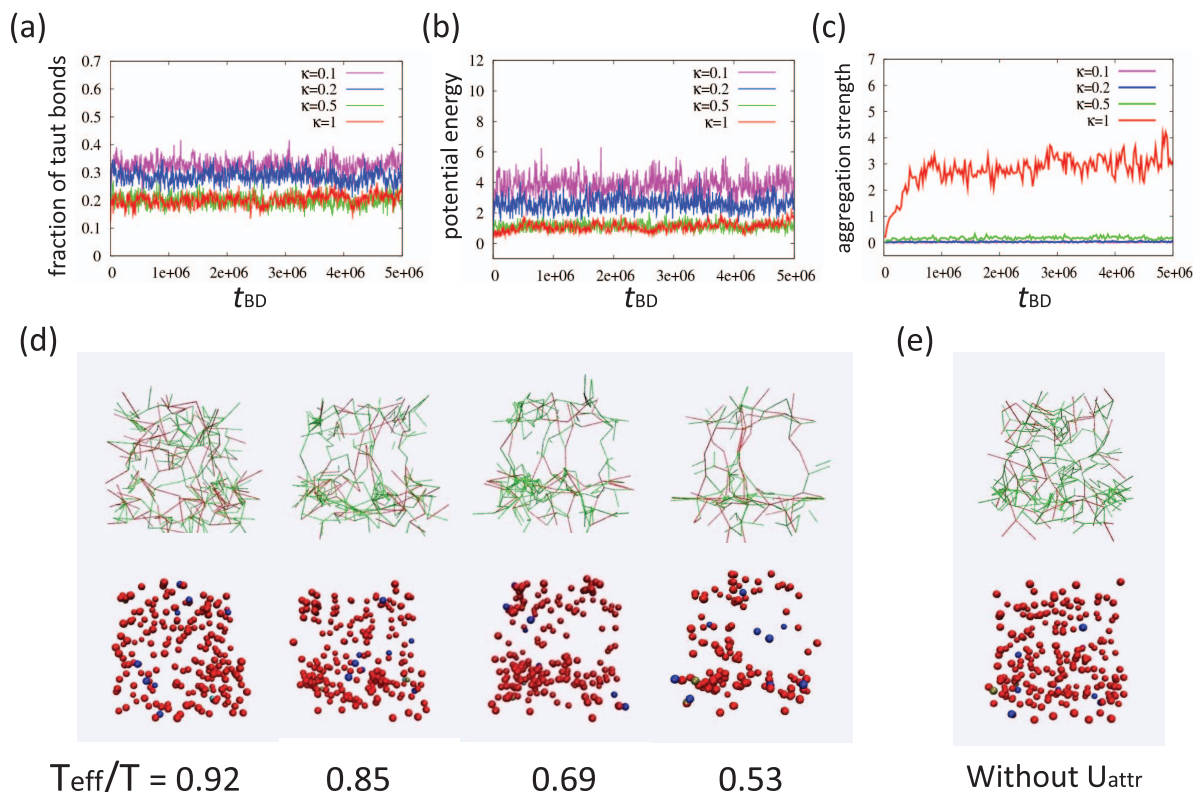 (a)
fraction of taut bonds
0.7
0.6
0.5
0.4
0.3
0.2
0.1
0
κ=0.1
κ=0.2
κ=0.5
κ=1
0 1e+06 2e+06 3e+06 4e+06 5e+06
tBD
(b)
potential energy
12
10
8
6
4
2
0
κ=0.1
κ=0.2
κ=0.5
κ=1
0 1e+06 2e+06 3e+06 4e+06 5e+06
tBD
(c)
aggregation strength
7
6
5
4
3
2
1
0
κ=0.1
κ=0.2
κ=0.5
κ=1
0 1e+06 2e+06 3e+06 4e+06 5e+06
tBD
(d)
Teff/T = 0.92 0.85 0.69 0.53
(e)
Without Uattr